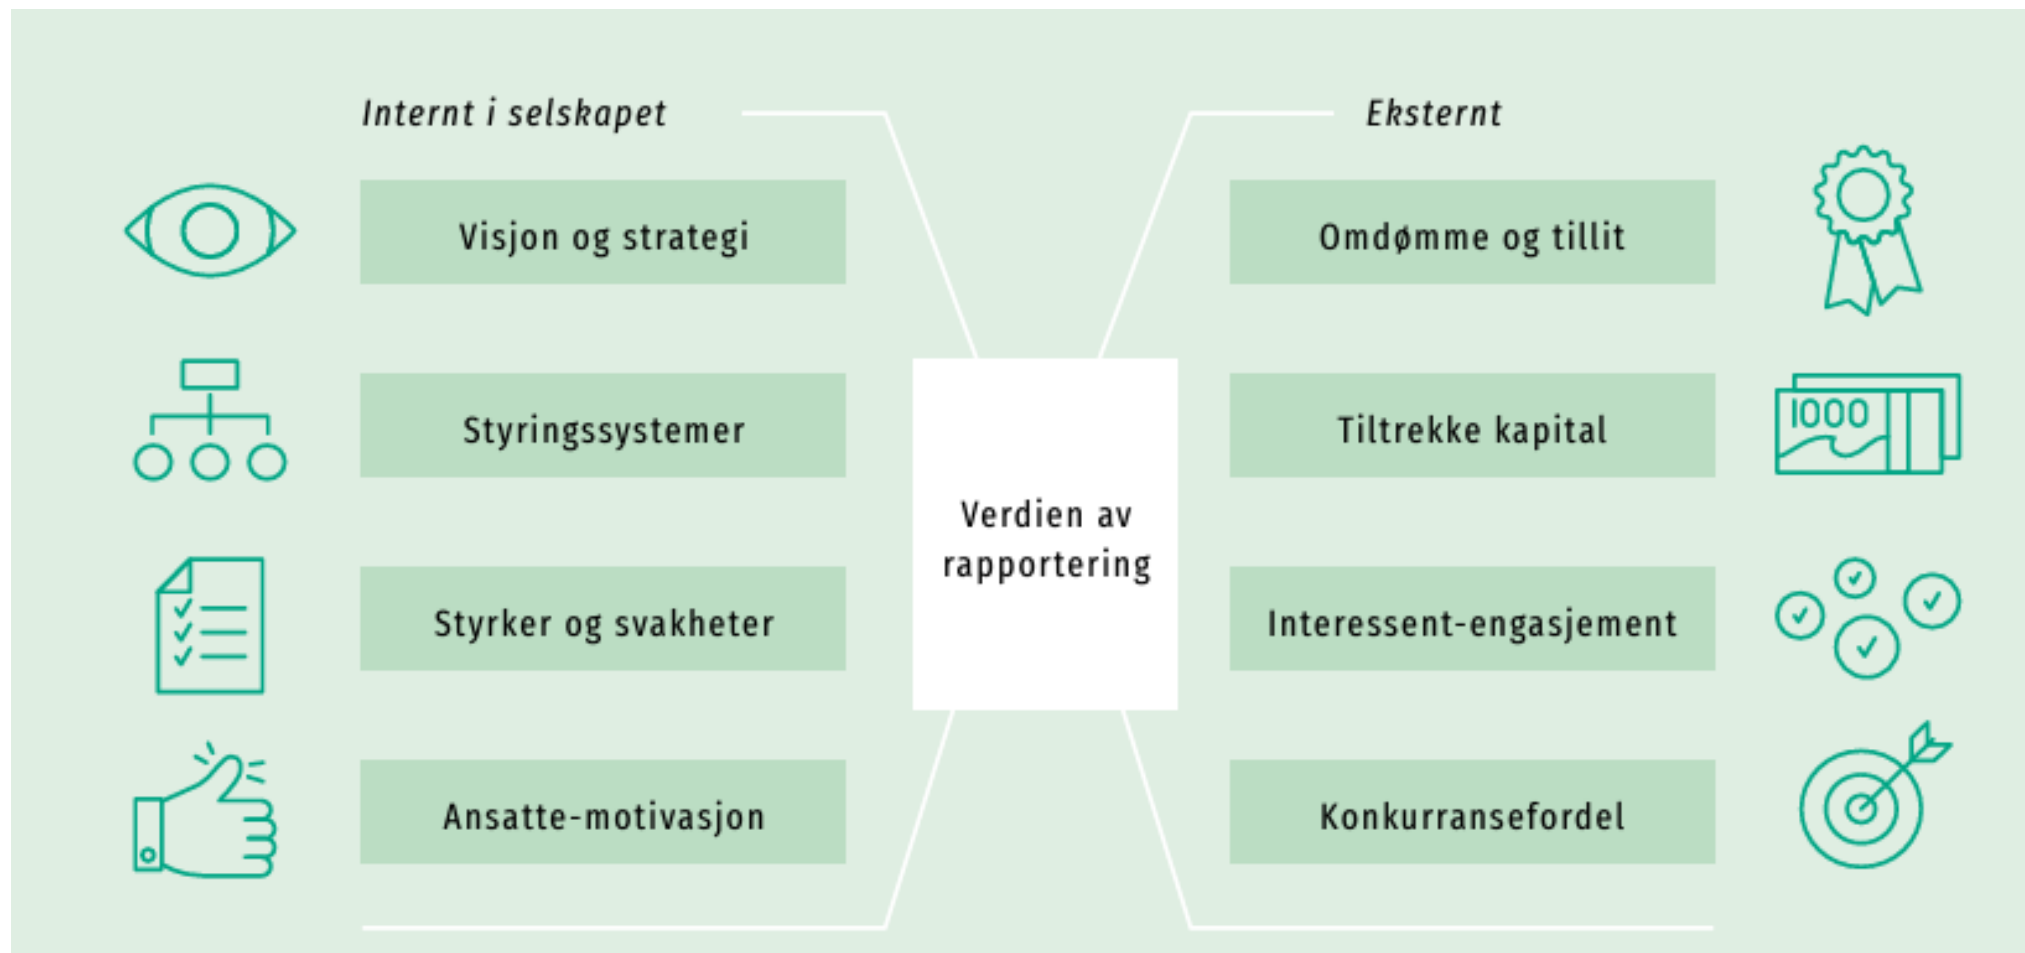 Internt i selskapet
Visjon og strategi
Styringssystemer
Styrker og svakheter
Ansatte-motivasjon
Verdien av
rapportering
Eksternt
Omdømme og tillit
Tiltrekke kapital
1000
Interessent-engasjement
Konkurransefordel